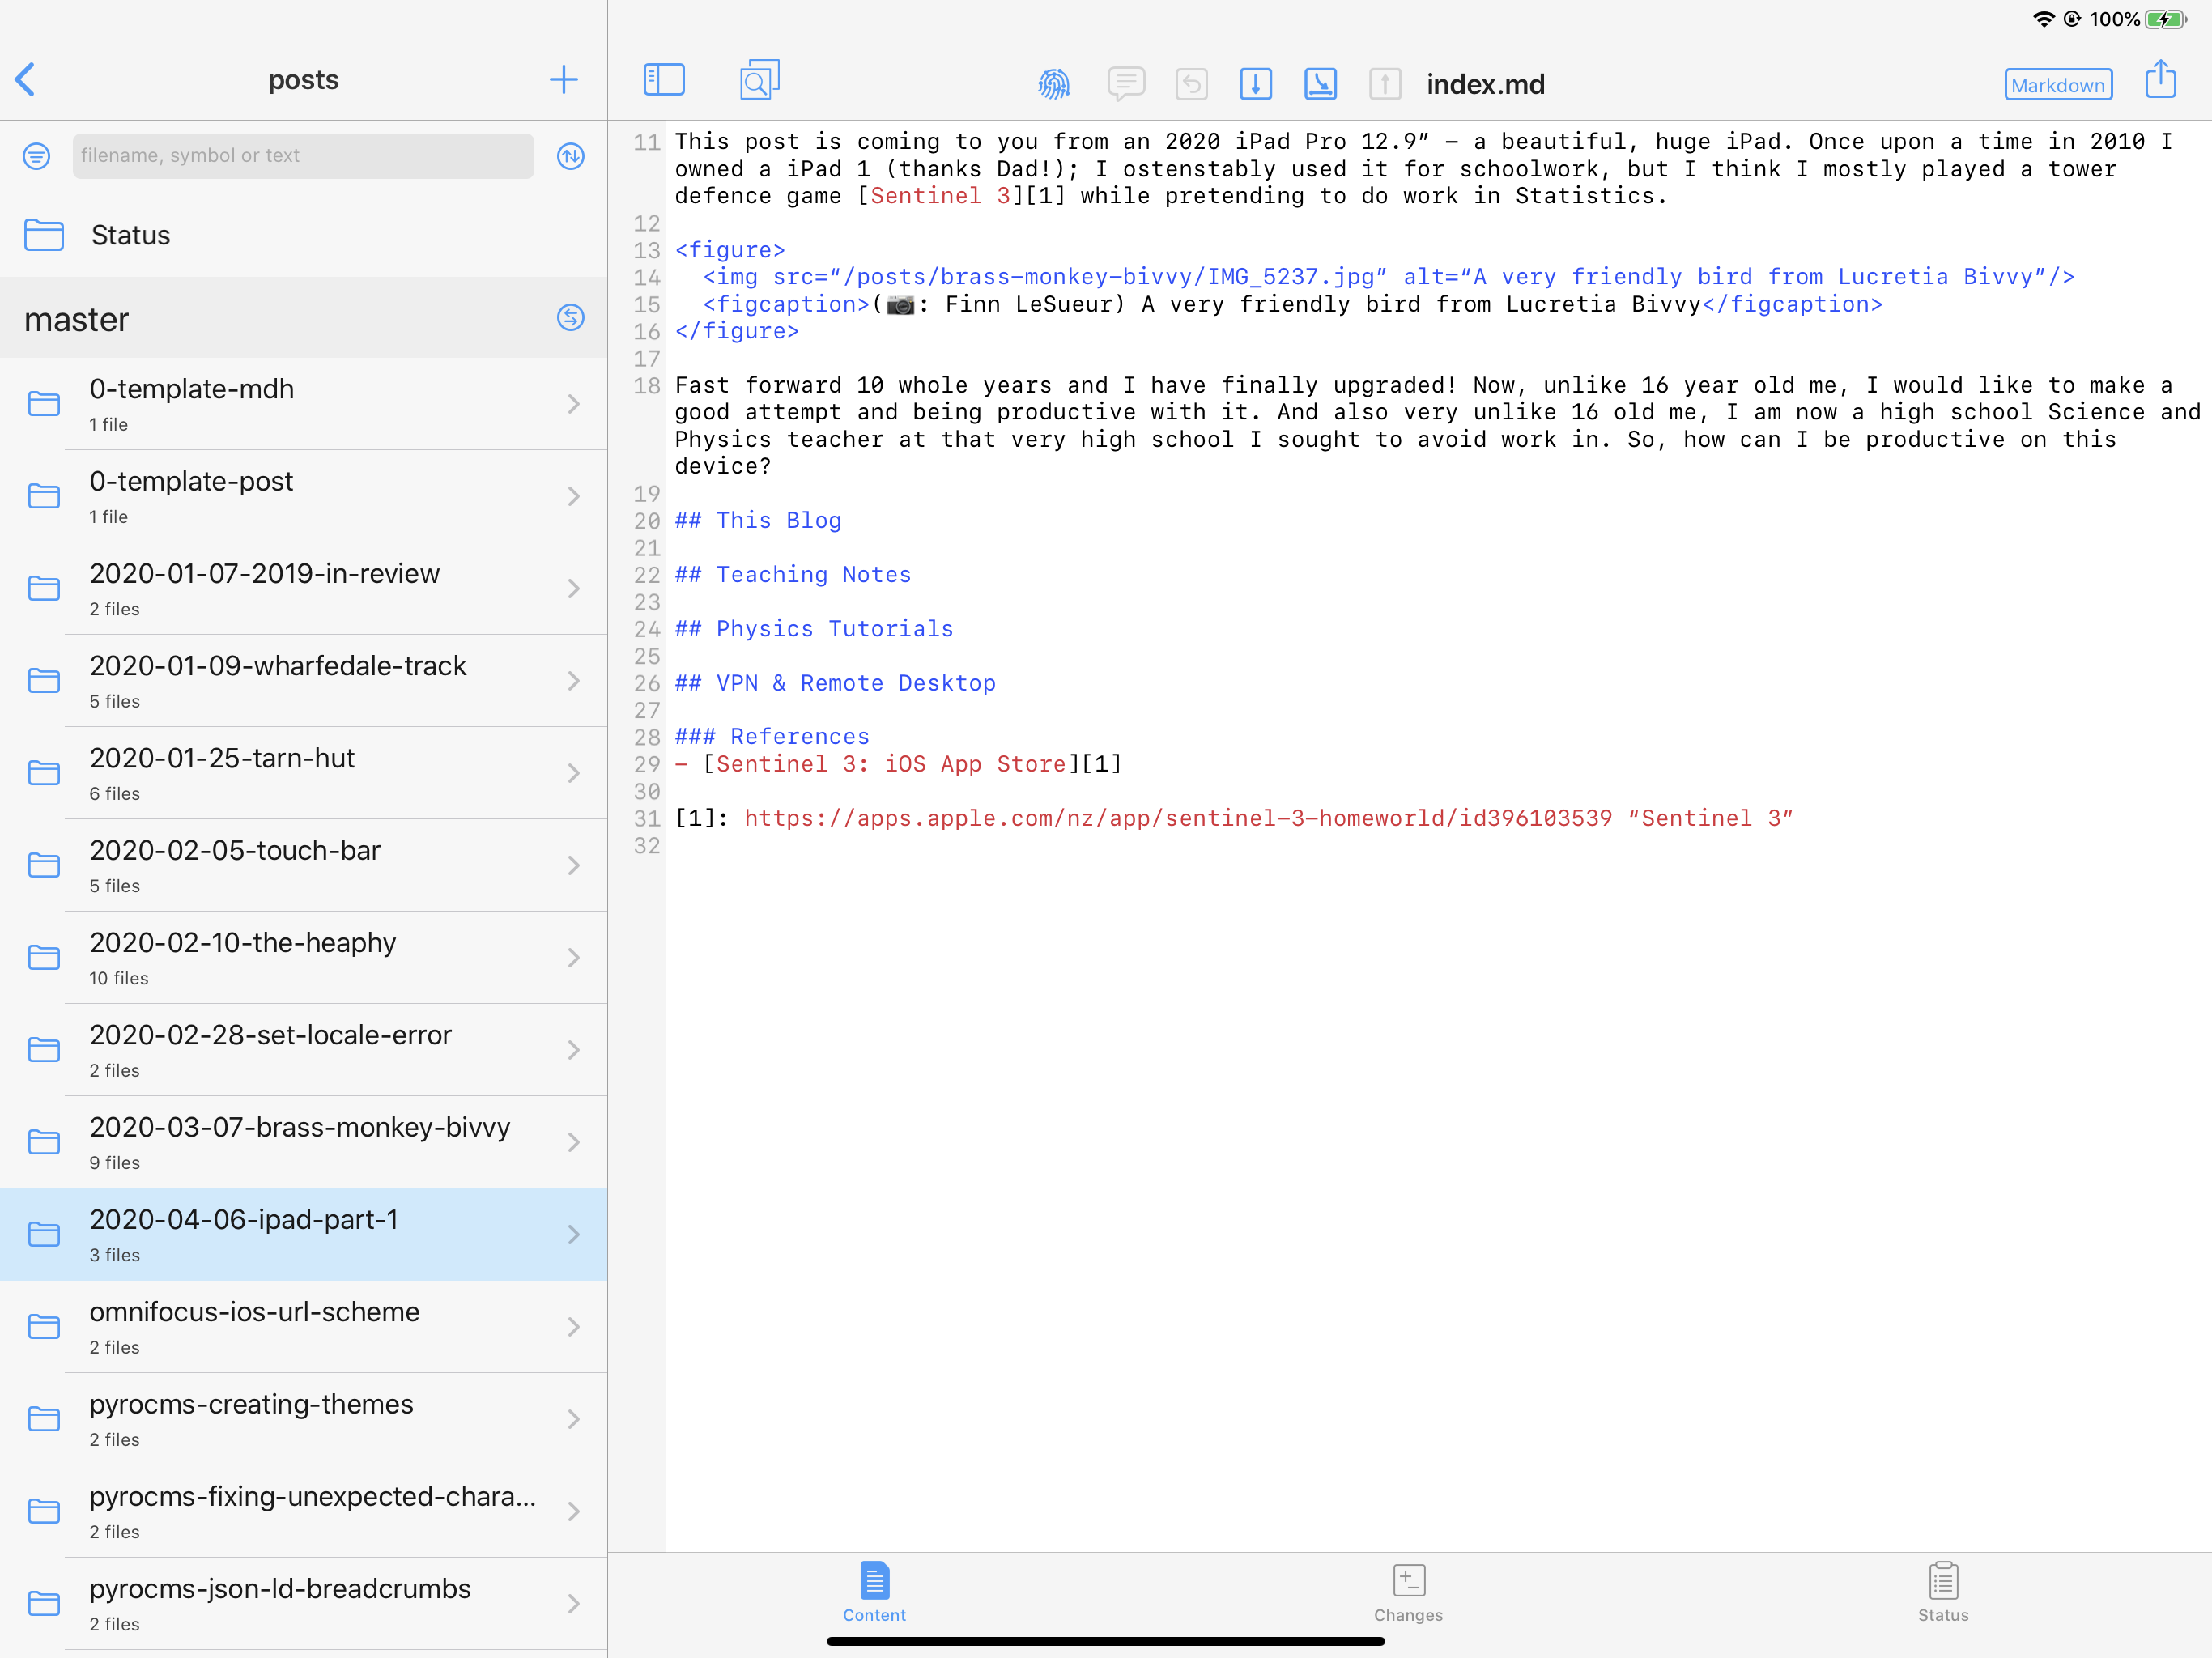 100%
posts
index.md
Markdown
filename, symbol or text
Status
master
0-template-mdh
1 file
0-template-post
1 file
2020-01-07-2019-in-review
2 files
2020-01-09-wharfedale-track
5 files
2020-01-25-tarn-hut
6 files
2020-02-05-touch-bar
5 files
2020-02-10-the-heaphy
10 files
2020-02-28-set-locale-error
2 files
2020-03-07-brass-monkey-bivvy
9 files
2020-04-06-ipad-part-1
3 files
omnifocus-ios-url-scheme
2 files
pyrocms-creating-themes
2 files
pyrocms-fixing-unexpected-chara...
2 files
pyrocms-json-ld-breadcrumbs
2 files
11 This post is coming to you from an 2020 iPad Pro 12.9” – a beautiful, huge iPad. Once upon a time in 2010 I
owned a iPad 1 (thanks Dad!); I ostenstably used it for schoolwork, but I think I mostly played a tower
defence game [Sentinel 3][1] while pretending to do work in Statistics.
12
13 <figure>
14 <img src=“/posts/brass-monkey-bivvy/IMG_5237.jpg” alt=“A very friendly bird from Lucretia Bivvy”/>
15 <figcaption>(📷: Finn LeSueur) A very friendly bird from Lucretia Bivvy</figcaption>
16 </figure>
17
18 Fast forward 10 whole years and I have finally upgraded! Now, unlike 16 year old me, I would like to make a
good attempt and being productive with it. And also very unlike 16 old me, I am now a high school Science and
Physics teacher at that very high school I sought to avoid work in. So, how can I be productive on this
device?
19
20 ## This Blog
21
22 ## Teaching Notes
23
24 ## Physics Tutorials
25
26 ## VPN & Remote Desktop
27
28 ### References
29 – [Sentinel 3: iOS App Store][1]
30
31 [1]: https://apps.apple.com/nz/app/sentinel-3-homeworld/id396103539 “Sentinel 3”
32
Content
Changes
Status